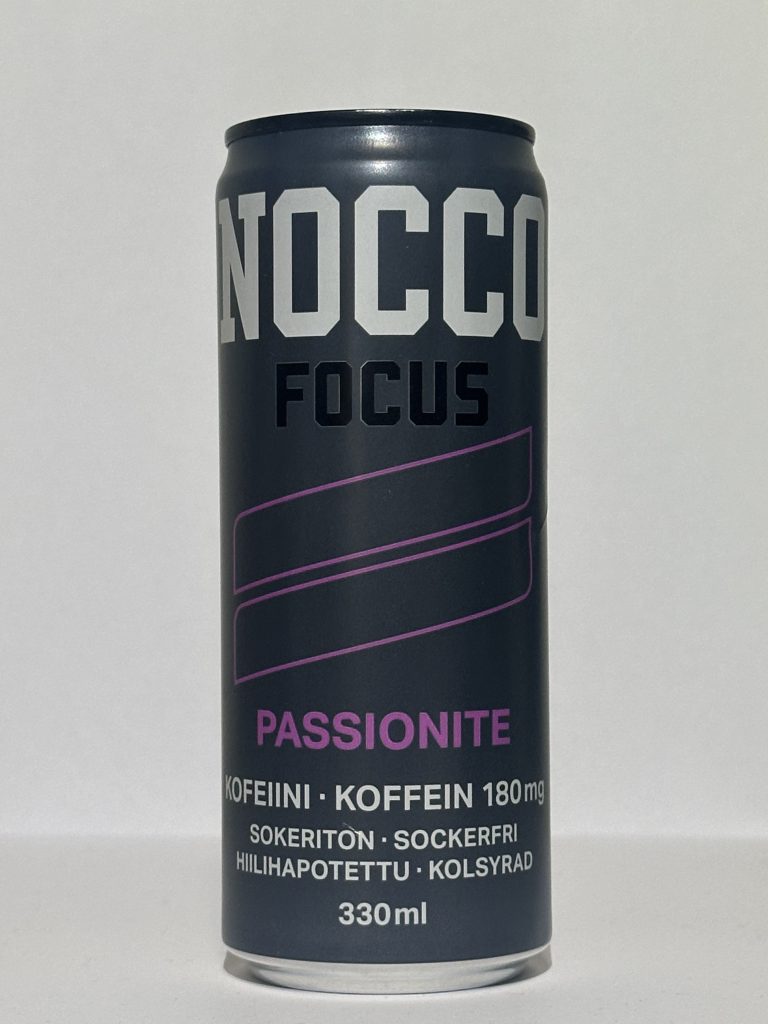 NOCCO
FOCUS
PASSIONITE
KOFEIINI · KOFFEIN 180mg
SOKERITON · SOCKERFRI
HIILIHAPOTETTU · KOLSYRAD
330ml